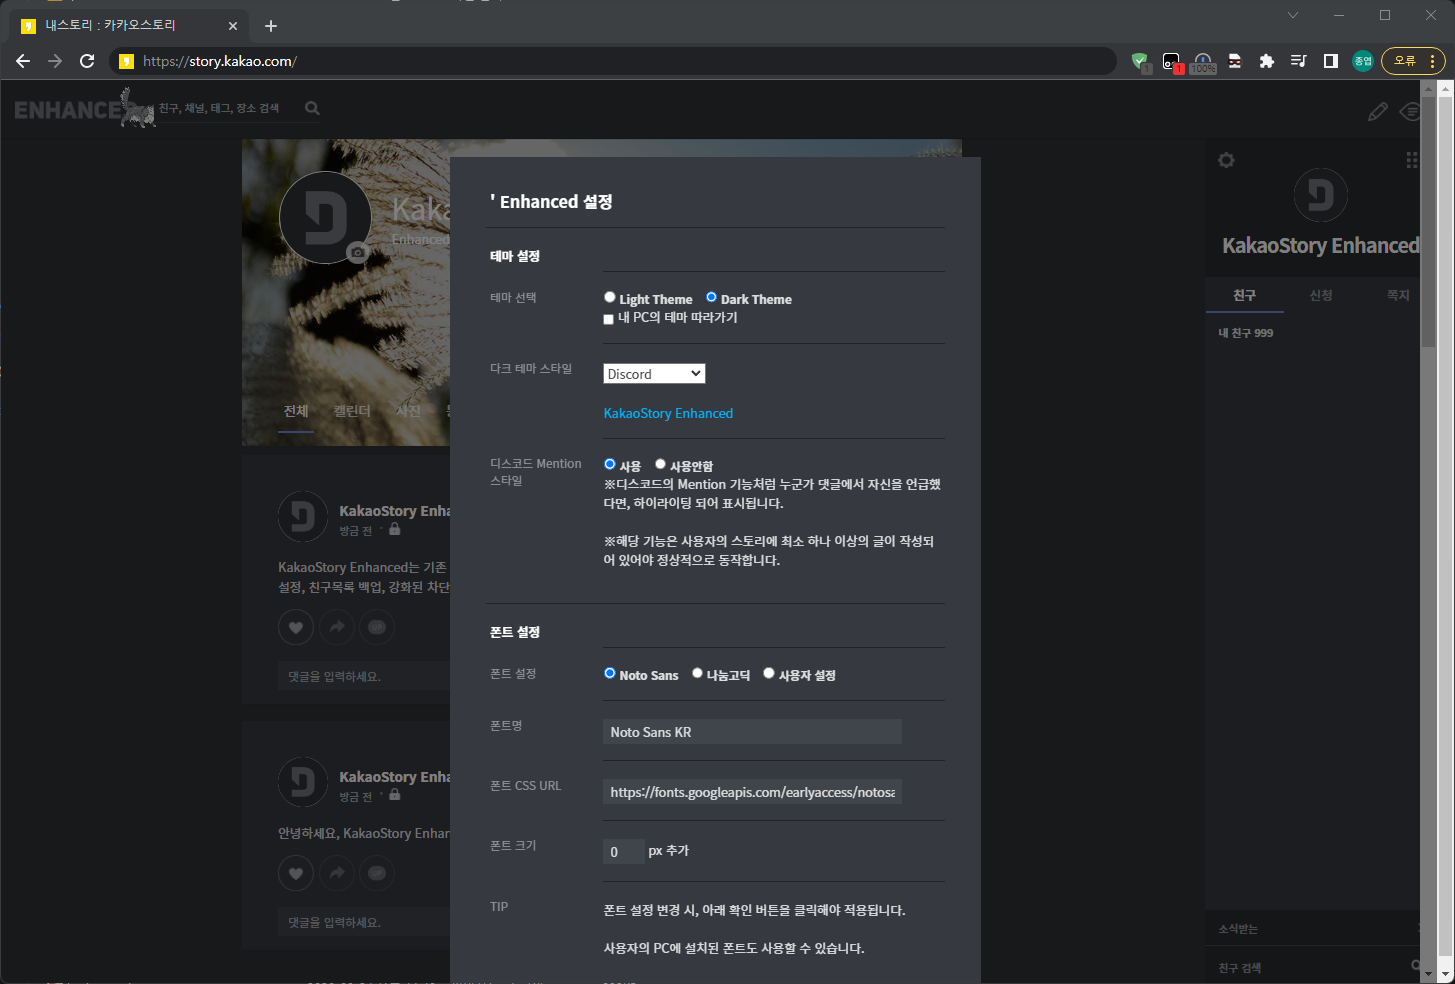 내스토리 : 카카오스토리
https://story.kakao.com/
1
1
100%
종엽
오류
ENHANCED
친구, 채널, 태그, 장소 검색
Kaka
Enhanced
전체 캘린더 사진
' Enhanced 설정
테마 설정
테마 선택
Light Theme Dark Theme
내 PC의 테마 따라가기
다크 테마 스타일
Discord
KakaoStory Enhanced
디스코드 Mention
스타일
사용 사용안함
※디스코드의 Mention 기능처럼 누군가 댓글에서 자신을 언급했
다면, 하이라이팅 되어 표시됩니다.
※해당 기능은 사용자의 스토리에 최소 하나 이상의 글이 작성되
어 있어야 정상적으로 동작합니다.
폰트 설정
폰트 설정
Noto Sans 나눔고딕 사용자 설정
폰트명
Noto Sans KR
폰트 CSS URL
https://fonts.googleapis.com/earlyaccess/notosa
폰트 크기
0 px 추가
TIP
폰트 설정 변경 시, 아래 확인 버튼을 클릭해야 적용됩니다.
사용자의 PC에 설치된 폰트도 사용할 수 있습니다.
KakaoStory Enha
방금 전
KakaoStory Enhanced는 기존
설정, 친구목록 백업, 강화된 차단
댓글을 입력하세요.
KakaoStory Enha
방금 전
안녕하세요, KakaoStory Enhan
댓글을 입력하세요.
KakaoStory Enhanced
친구 신청 쪽지
내 친구 999
소식받는
친구 검색